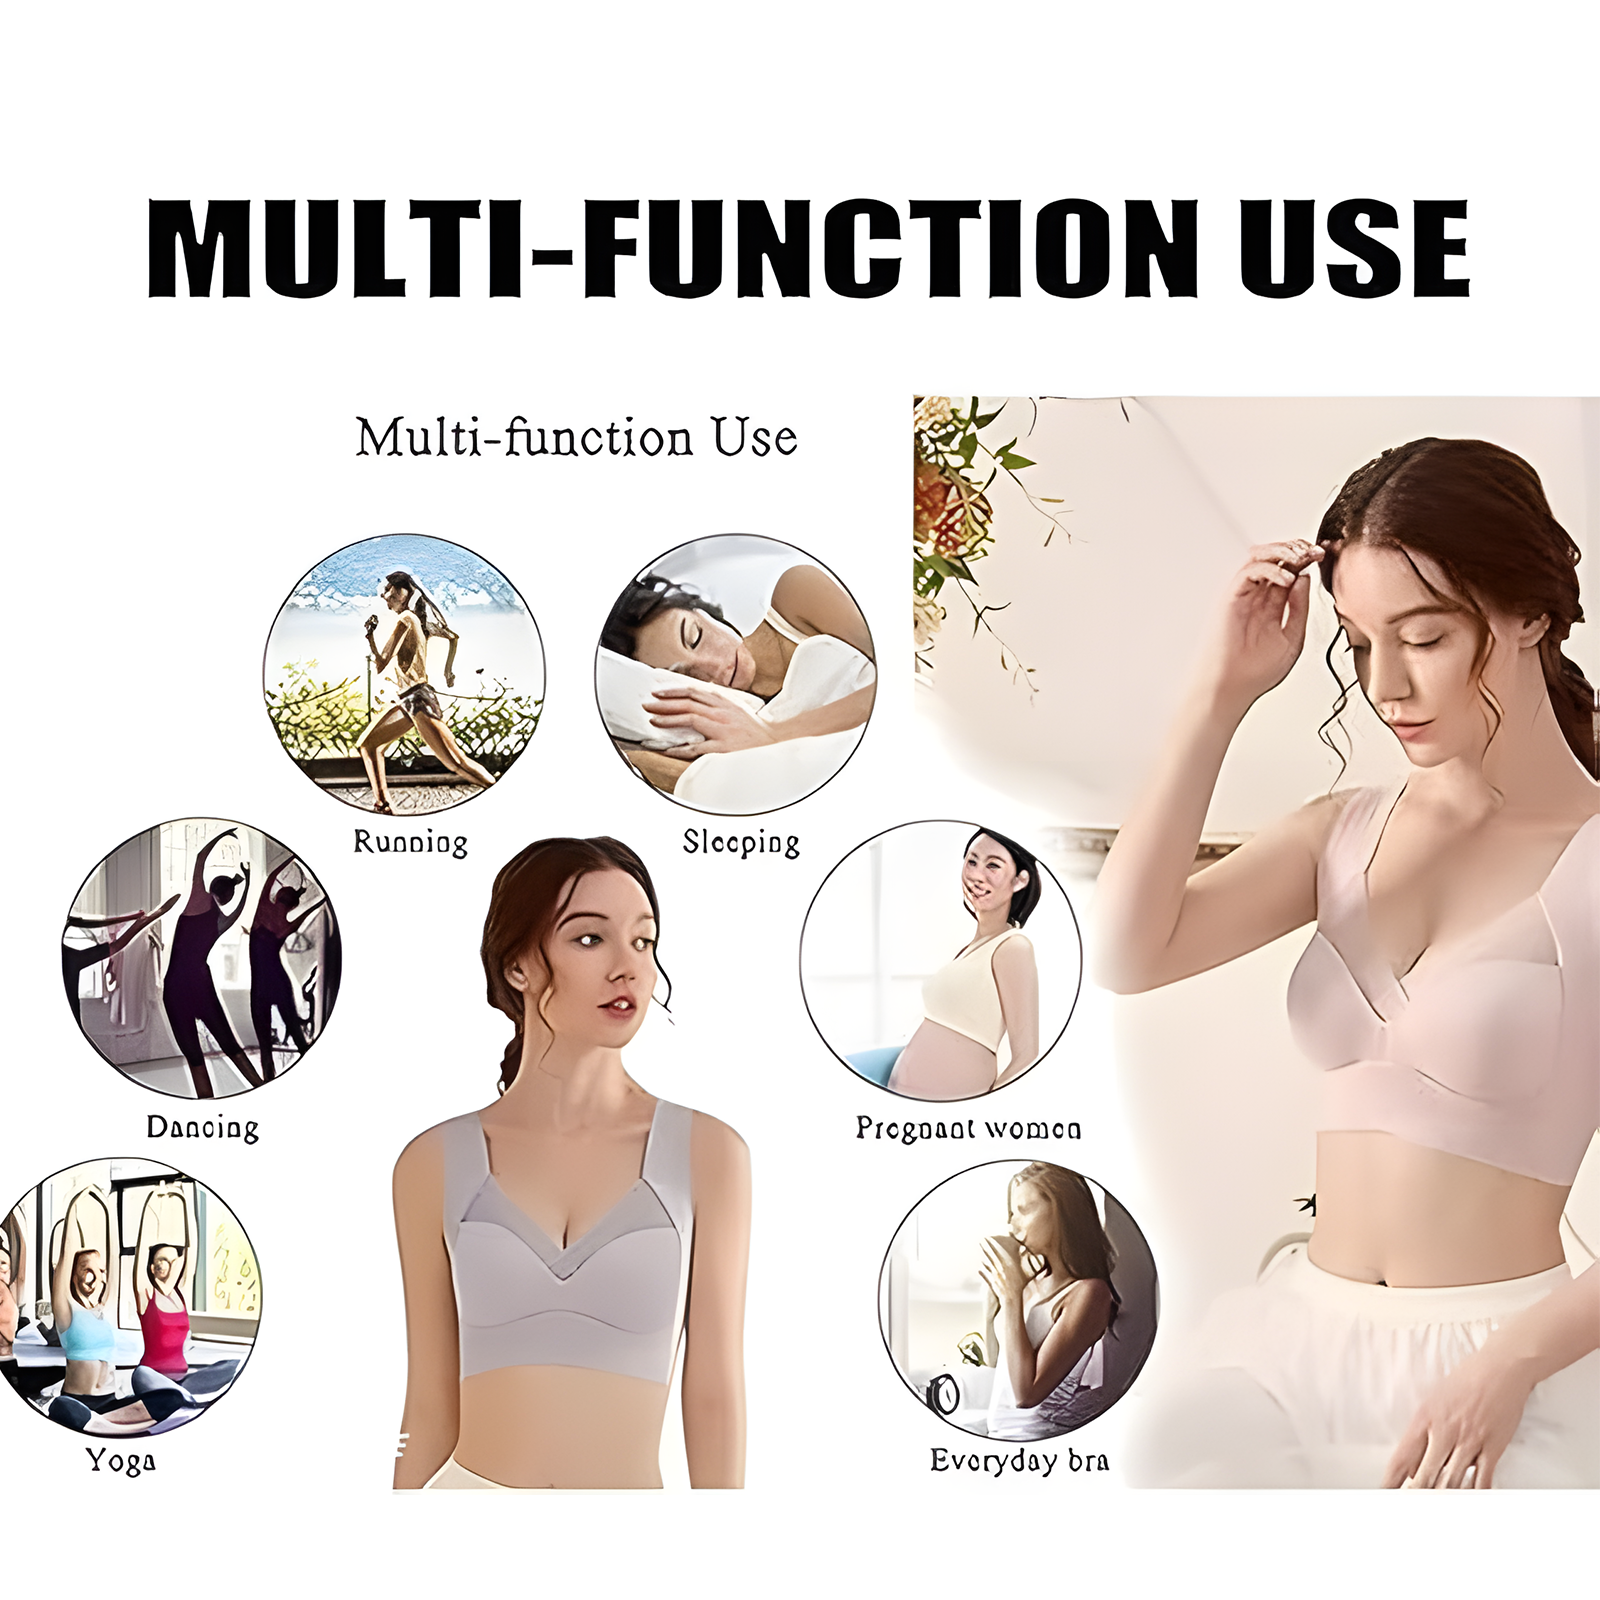 MULTI-FUNCTION USE
Multi-function Use
Running
Sleeping
Dancing
Pregnant women
Yoga
Everyday bra